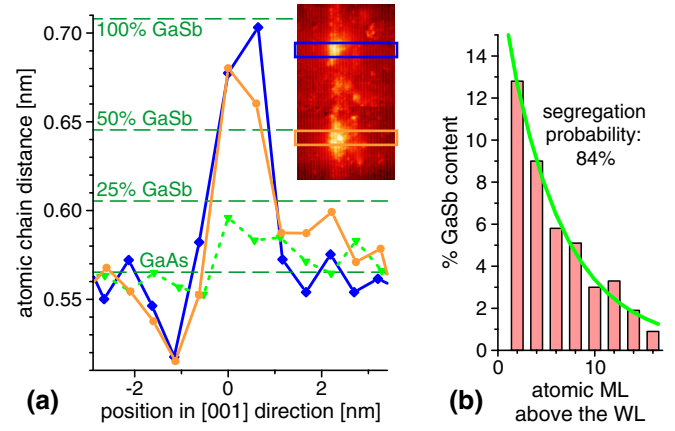 0.70
0.65
0.60
0.55
atomic chain distance [nm]
100% GaSb
50% GaSb
25% GaSb
GaAs
-2
0
2
position in [001] direction [nm]
(a)
14
12
10
8
6
4
2
0
% GaSb content
segregation
probability:
84%
10
atomic ML
above the WL
(b)